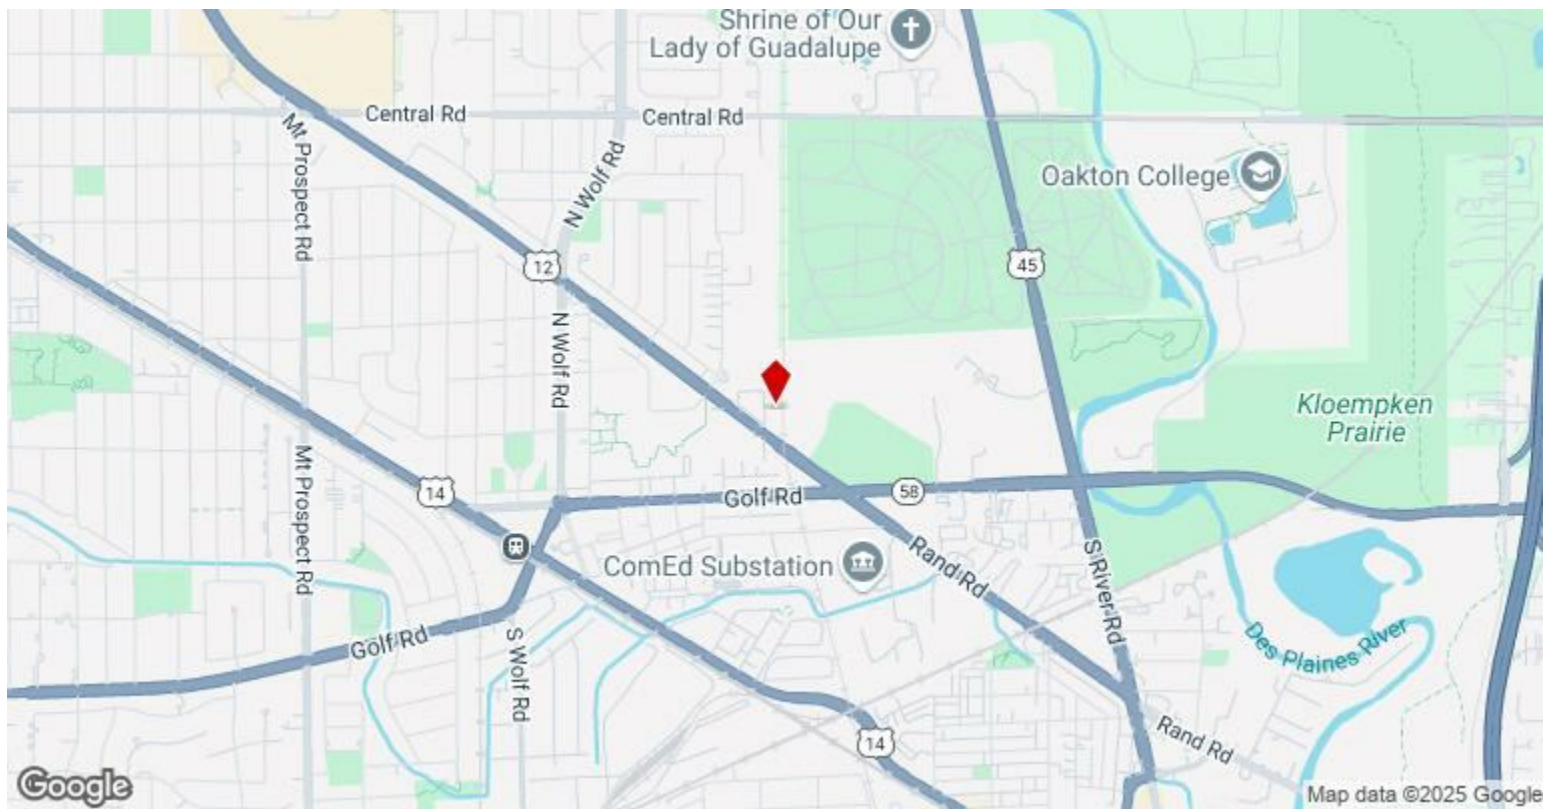 Shrine of Our
Lady of Guadalupe
Central Rd
Central Rd
Mt Prospect Rd
N Wolf Rd
Oakton College
12
45
N Wolf Rd
Kloempken
Prairie
Mt Prospect Rd
14
Golf Rd
58
ComEd Substation
Rand Rd
S River Rd
Golf Rd
S Wolf Rd
Des Plaines River
14
Rand Rd
Google
Map data ©2025 Google